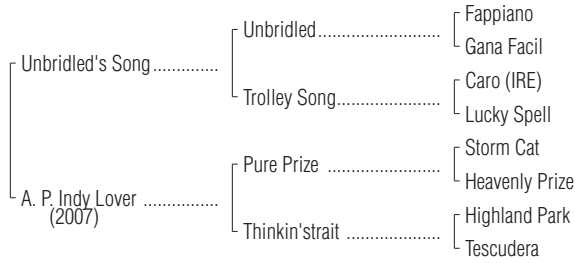 Fappiano
Unbridled
Gana Facil
Unbridled's Song
Caro (IRE)
Trolley Song
Lucky Spell
Storm Cat
Pure Prize
Heavenly Prize
A. P. Indy Lover
(2007)
Highland Park
Thinkin'strait
Tescudera